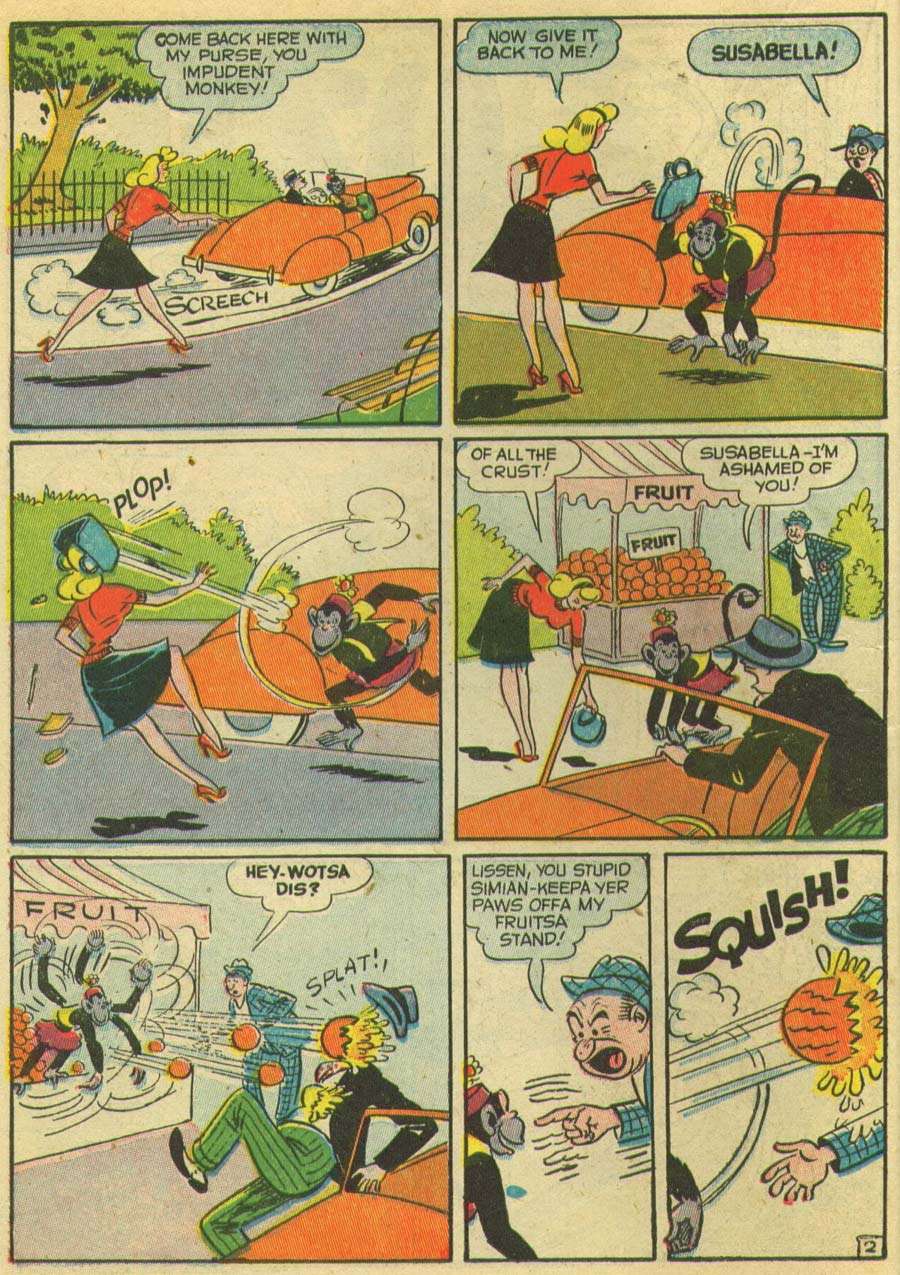 COME BACK HERE WITH
MY PURSE, YOU
IMPUDENT
MONKEY!
SCREECH
NOW GIVE IT
BACK TO ME!
SUSABELLA!
PLOP!
OF ALL THE
CRUST!
SUSABELLA-I'M
ASHAMED OF
YOU!
FRUIT
FRUIT
HEY-WOTSA
DIS?
FRUIT
SPLAT!
LISSEN, YOU STUPID
SIMIAN-KEEPA YER
PAWS OFFA MY
FRUITSA
STAND!
SQUISH!
2